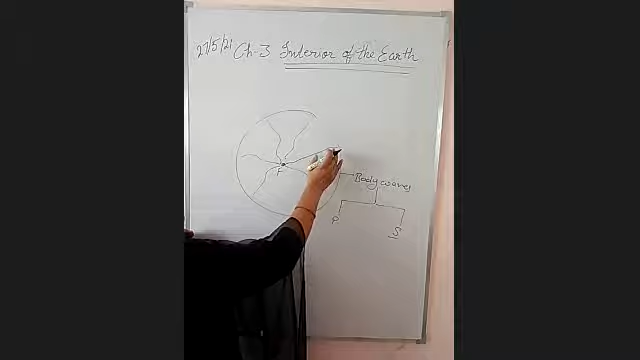 27/5/21 Ch-3 Interior of the Earth
F
Body waves
P
S